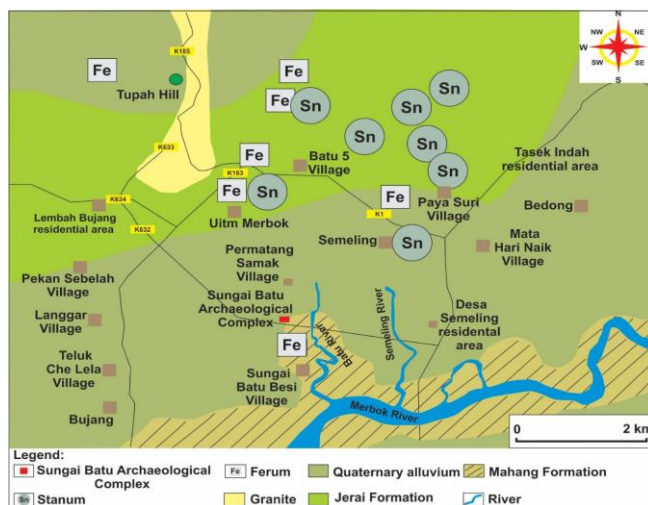 N
NW
NE
W
E
SW
SE
S
K185
Fe
Fe
Tupah Hill
Fe
Sn
Sn
Sn
Sn
Sn
Sn
K633
Fe
Batu 5
Village
Tasek Indah
residential area
K163
Fe
Sn
Fe
Paya Suri
Village
Bedong
K634
Lembah Bujang
residential area
Uitm Merbok
K1
K632
Semeling
Sn
Mata
Hari Naik
Village
Permatang
Samak
Village
Pekan Sebelah
Village
Sungai Batu
Archaeological
Complex
Batu River
Semeling River
Desa
Semeling
residental
area
Langgar
Village
Fe
Teluk
Che Lela
Village
Sungai
Batu Besi
Village
Bujang
Merbok River
0 2 km
Legend:
Sungai Batu Archaeological
Complex
Fe Ferum
Quaternary alluvium
Mahang Formation
Sn Stanum
Granite
Jerai Formation
River